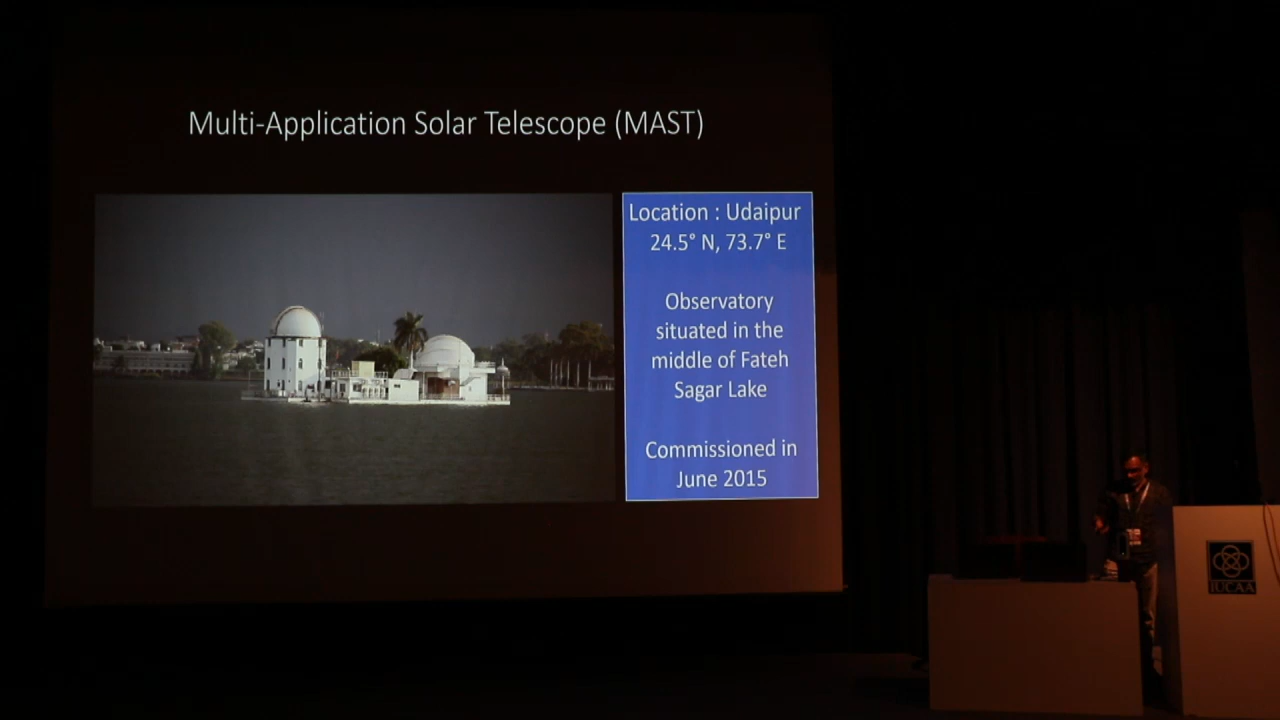 Multi-Application Solar Telescope (MAST)
Location : Udaipur
24.5° N, 73.7° E
Observatory
situated in the
middle of Fateh
Sagar Lake
Commissioned in
June 2015
IUCAA